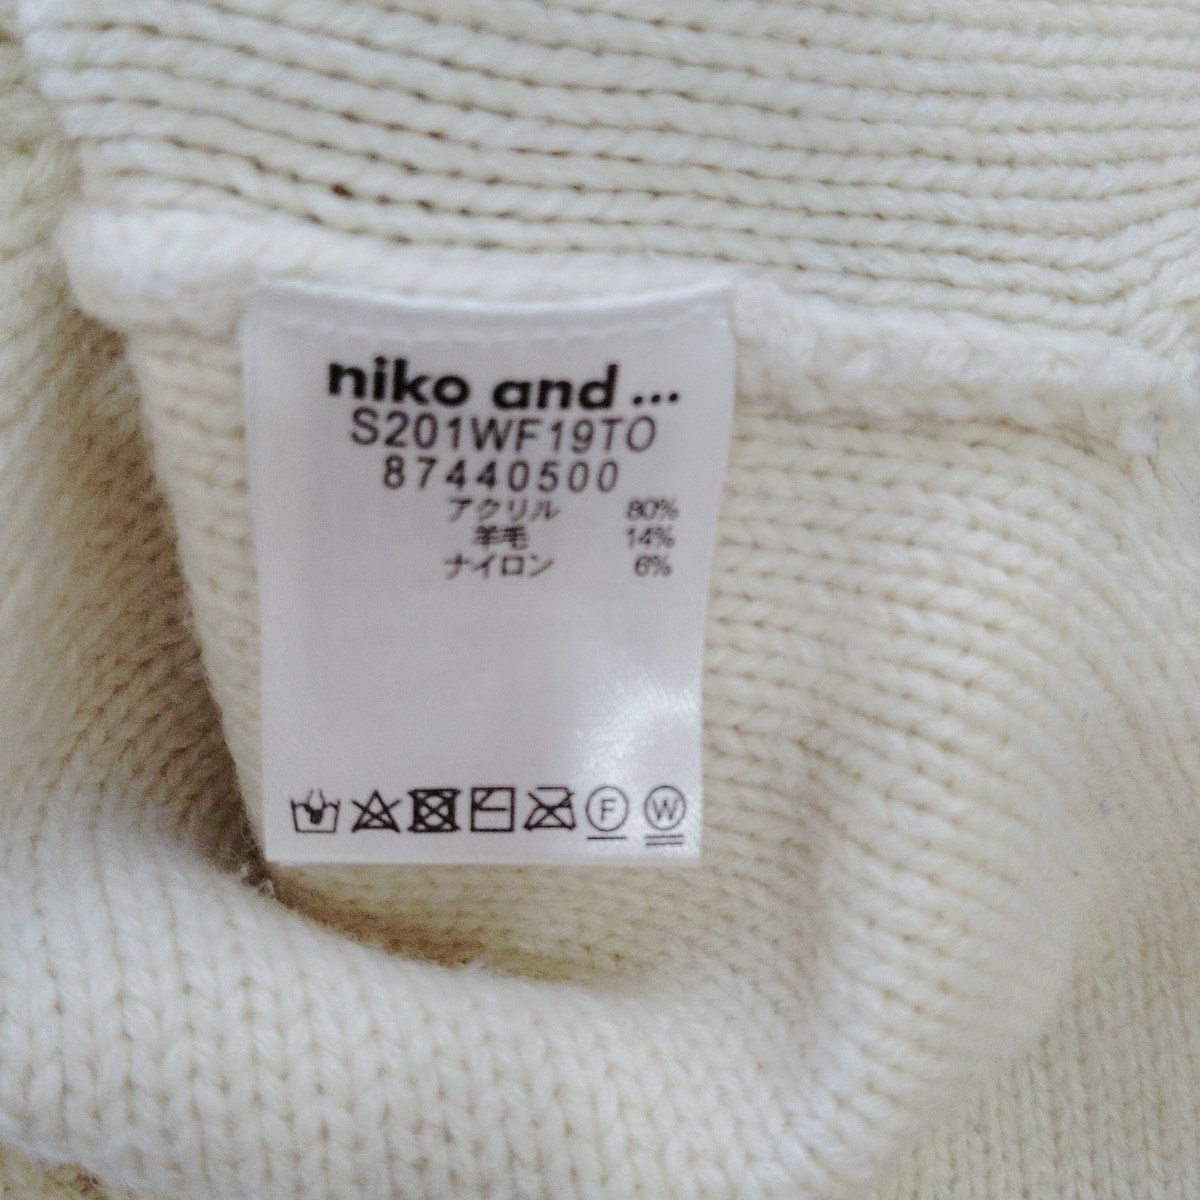 niko and ...
S201WF19TO
87440500
アクリル 80%
羊毛 14%
ナイロン 6%
F W